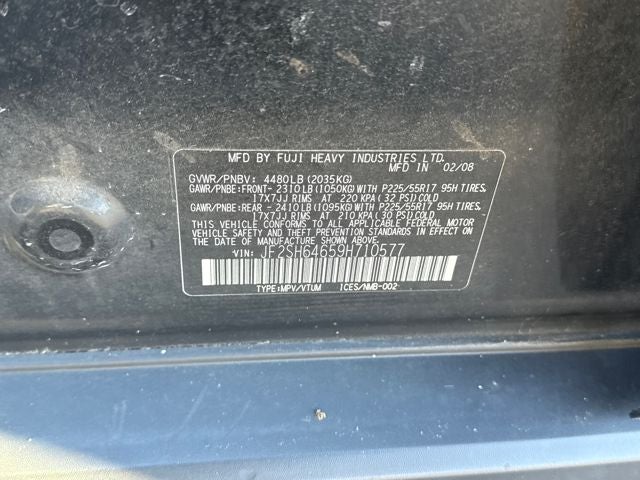 MFD BY FUJI HEAVY INDUSTRIES LTD.
MFD IN 02/08
GVWR/PNBV: 4480LB(2035KG)
GAWR/PNBE:FRONT- 2310LB(1050KG)WITH P225/55R17 95H TIRES,
17X7JJ RIMS AT 220 KPA(32 PSI)COLD
GAWR/PNBE:REAR - 2410LB(1095KG)WITH P225/55R17 95H TIRES,
17X7JJ RIMS AT 210 KPA(30 PSI)COLD
THIS VEHICLE CONFORMS TO ALL APPLICABLE FEDERAL MOTOR
VEHICLE SAFETY AND THEFT PREVENTION STANDARDS IN EFFECT
ON THE DATE OF MANUFACTURE SHOWN ABOVE.
VIN: JF2SH64659H710577
TYPE:MPV/VTUM ICES/NMB-002